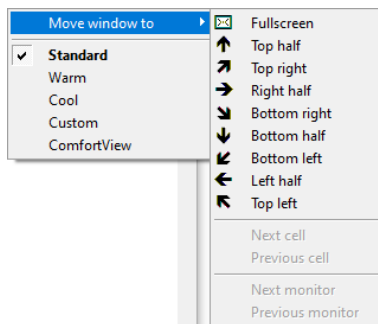 Move window to
Standard
Warm
Cool
Custom
ComfortView
Fullscreen
Top half
Top right
Right half
Bottom right
Bottom half
Bottom left
Left half
Top left
Next cell
Previous cell
Next monitor
Previous monitor